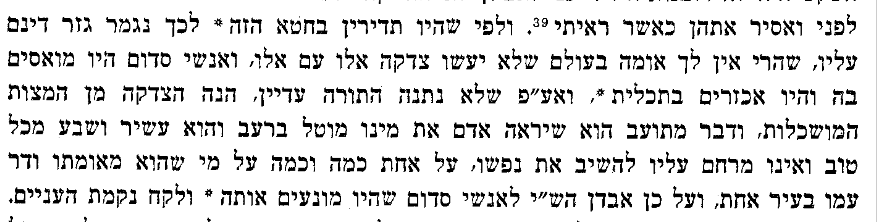 לפני ואסיר אתהן כאשר ראיתי 39. ולפי שהיו תדירין בחטא הזה * לכך נגמר גזר דינם
עליו, שהרי אין לך אומה בעולם שלא יעשו צדקה אלו עם אלו, ואנשי סדום היו מואסים
בה והיו אכזרים בתכלית *, ואע״פ שלא נתנה התורה עדיין, הנה הצדקה מן המצות
המושכלות, ודבר מתועב הוא שיראה אדם את מינו מוטל ברעב והוא עשיר ושבע מכל
טוב ואינו מרחם עליו להשיב את נפשו, על אחת כמה וכמה על מי שהוא מאומתו ודר
עמו בעיר אחת, ועל כן אבדן הש״י לאנשי סדום שהיו מונעים אותה * ולקח נקמת העניים.